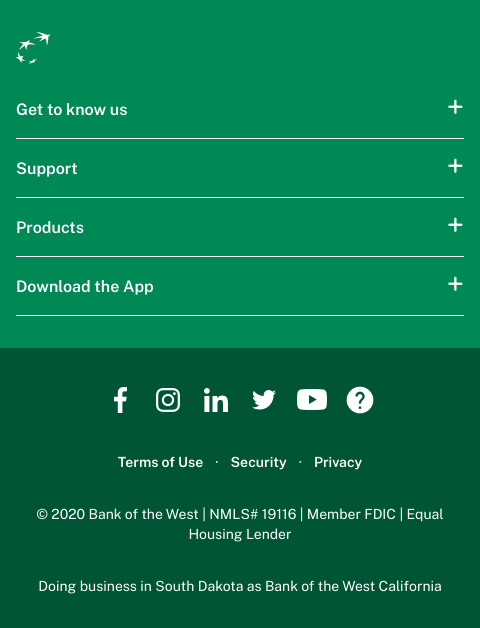 Get to know us
Support
Products
Download the App
Terms of Use · Security · Privacy
© 2020 Bank of the West | NMLS# 19116 | Member FDIC | Equal
Housing Lender
Doing business in South Dakota as Bank of the West California